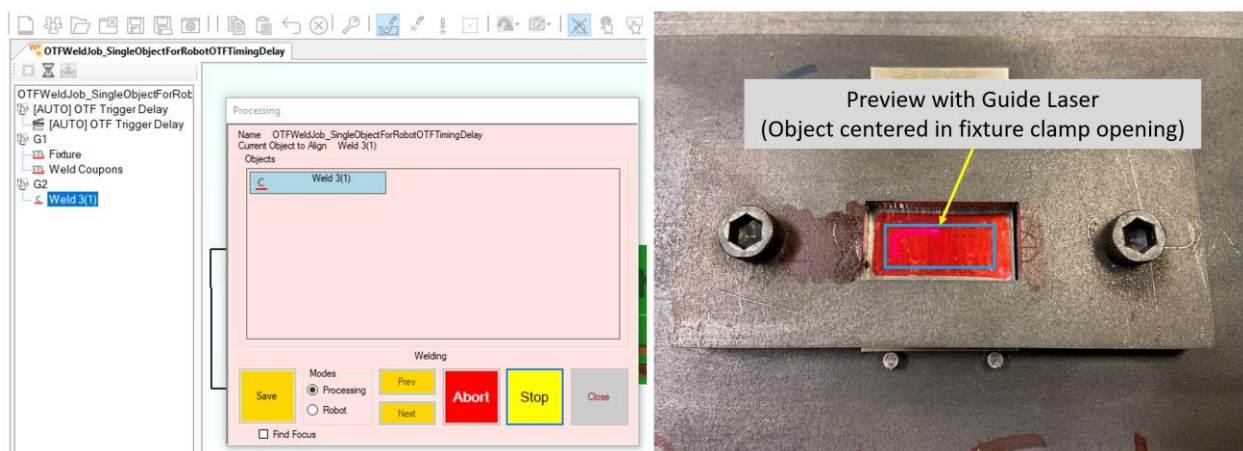 OTFWeldJob_SingleObjectForRobotOTFTimingDelay
OTFWeldJob_SingleObjectForRobt
[AUTO] OTF Trigger Delay
[AUTO] OTF Trigger Delay
G1
Fixture
Weld Coupons
G2
Weld 3(1)
Processing
Name OTFWeldJob_SingleObjectForRobotOTFTimingDelay
Current Object to Align Weld 3(1)
Objects
C Weld 3(1)
Welding
Save
Modes
Processing
Robot
Prev
Next
Abort
Stop
Close
Find Focus
Preview with Guide Laser
(Object centered in fixture clamp opening)